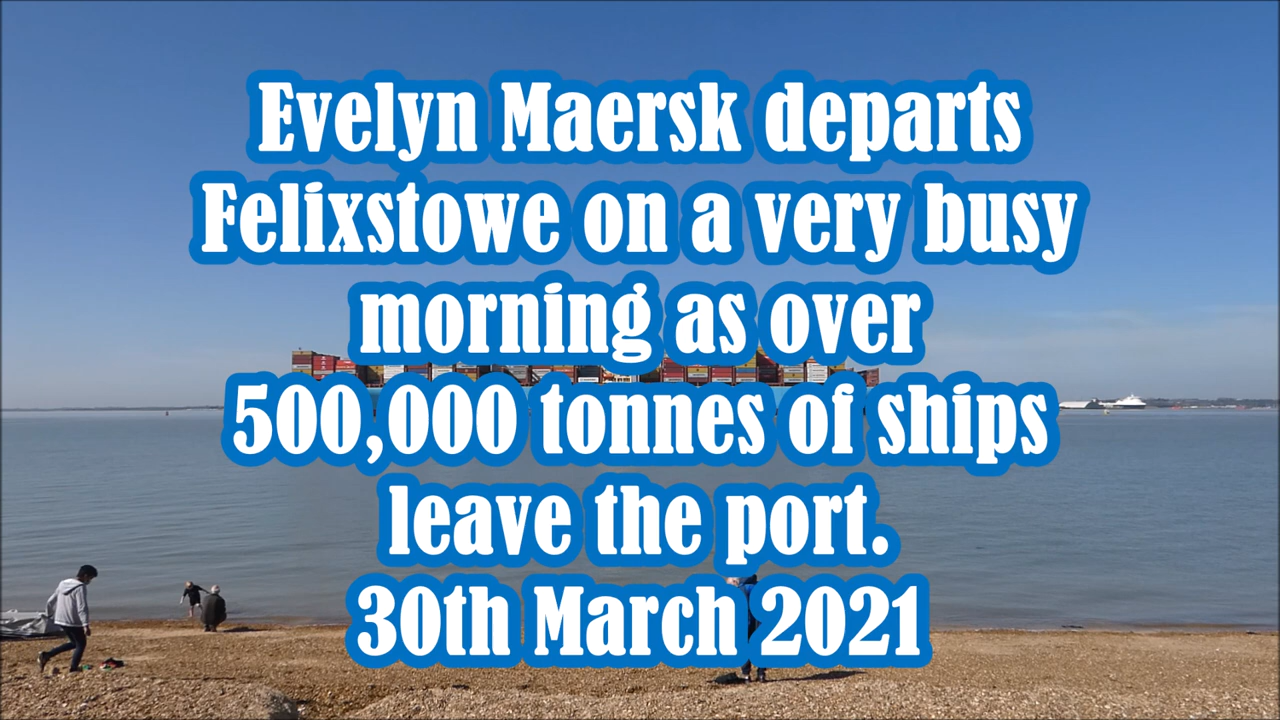 Evelyn Maersk departs
Felixstowe on a very busy
morning as over
500,000 tonnes of ships
leave the port.
30th March 2021